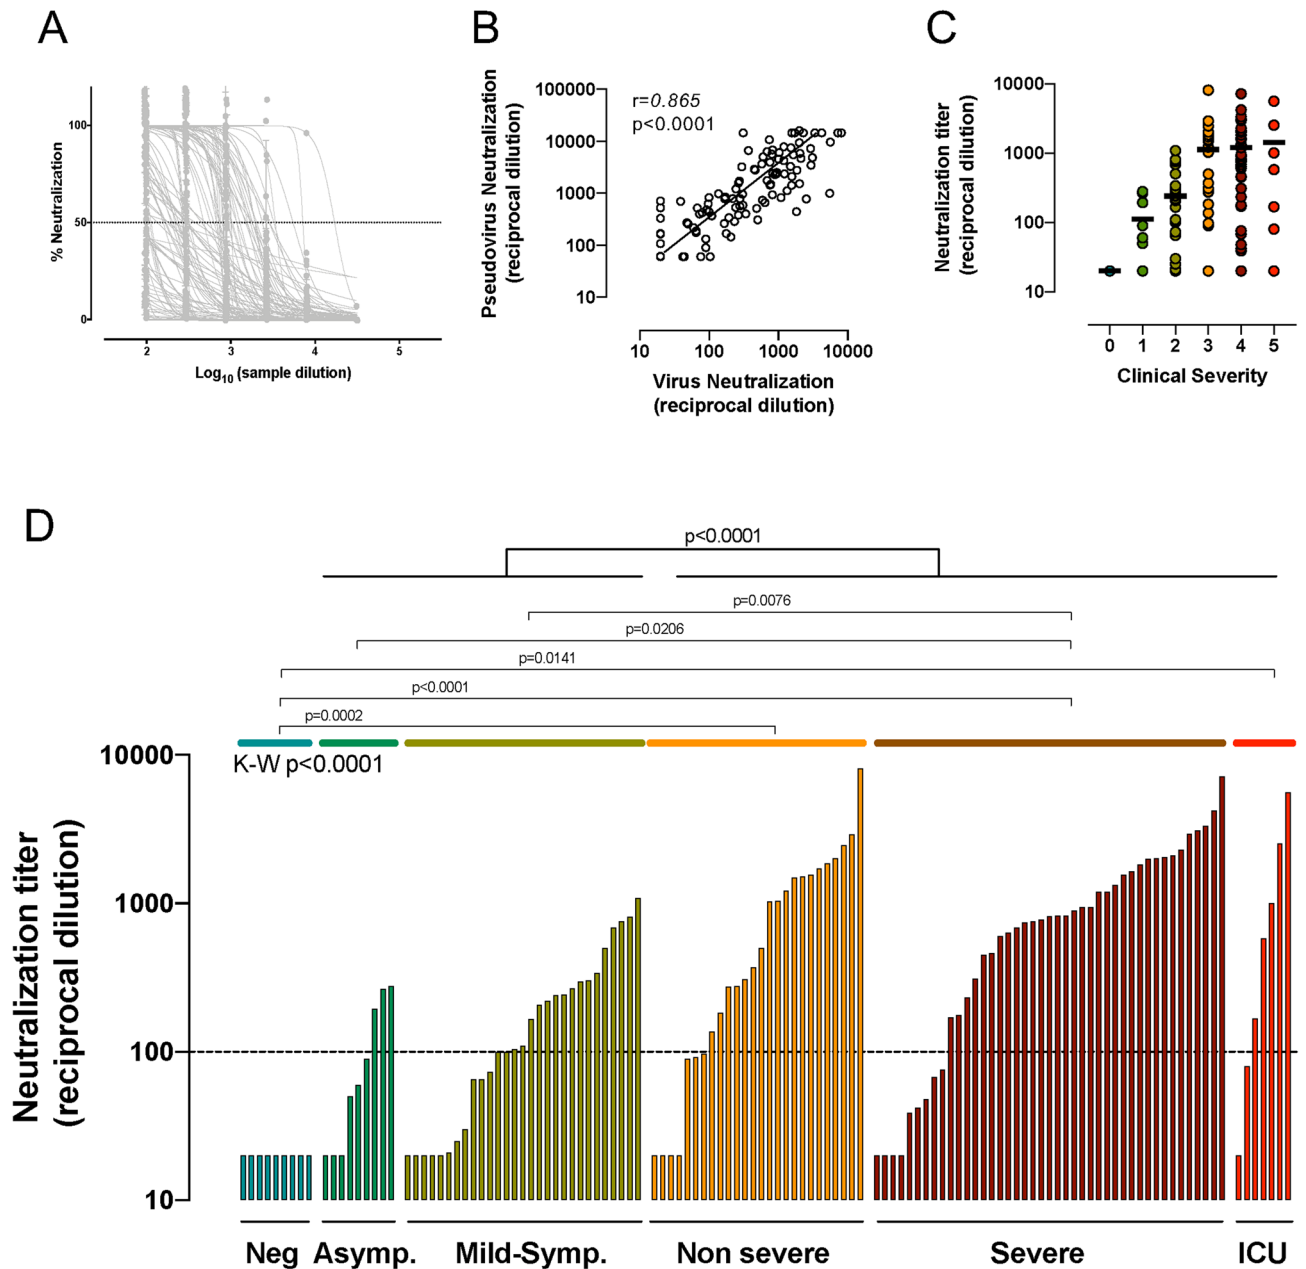 A
% Neutralization
100
50
0
2
3
4
5
Log10 (sample dilution)
B
Pseudovirus Neutralization
(reciprocal dilution)
100000
10000
1000
100
10
r=0.865
p<0.0001
10
100
1000
10000
Virus Neutralization
(reciprocal dilution)
C
Neutralization titer
(reciprocal dilution)
10000
1000
100
10
0
1
2
3
4
5
Clinical Severity
D
p<0.0001
p=0.0076
p=0.0206
p=0.0141
p<0.0001
p=0.0002
K-W p<0.0001
Neutralization titer
(reciprocal dilution)
10000
1000
100
10
Neg
Asymp.
Mild-Symp.
Non severe
Severe
ICU